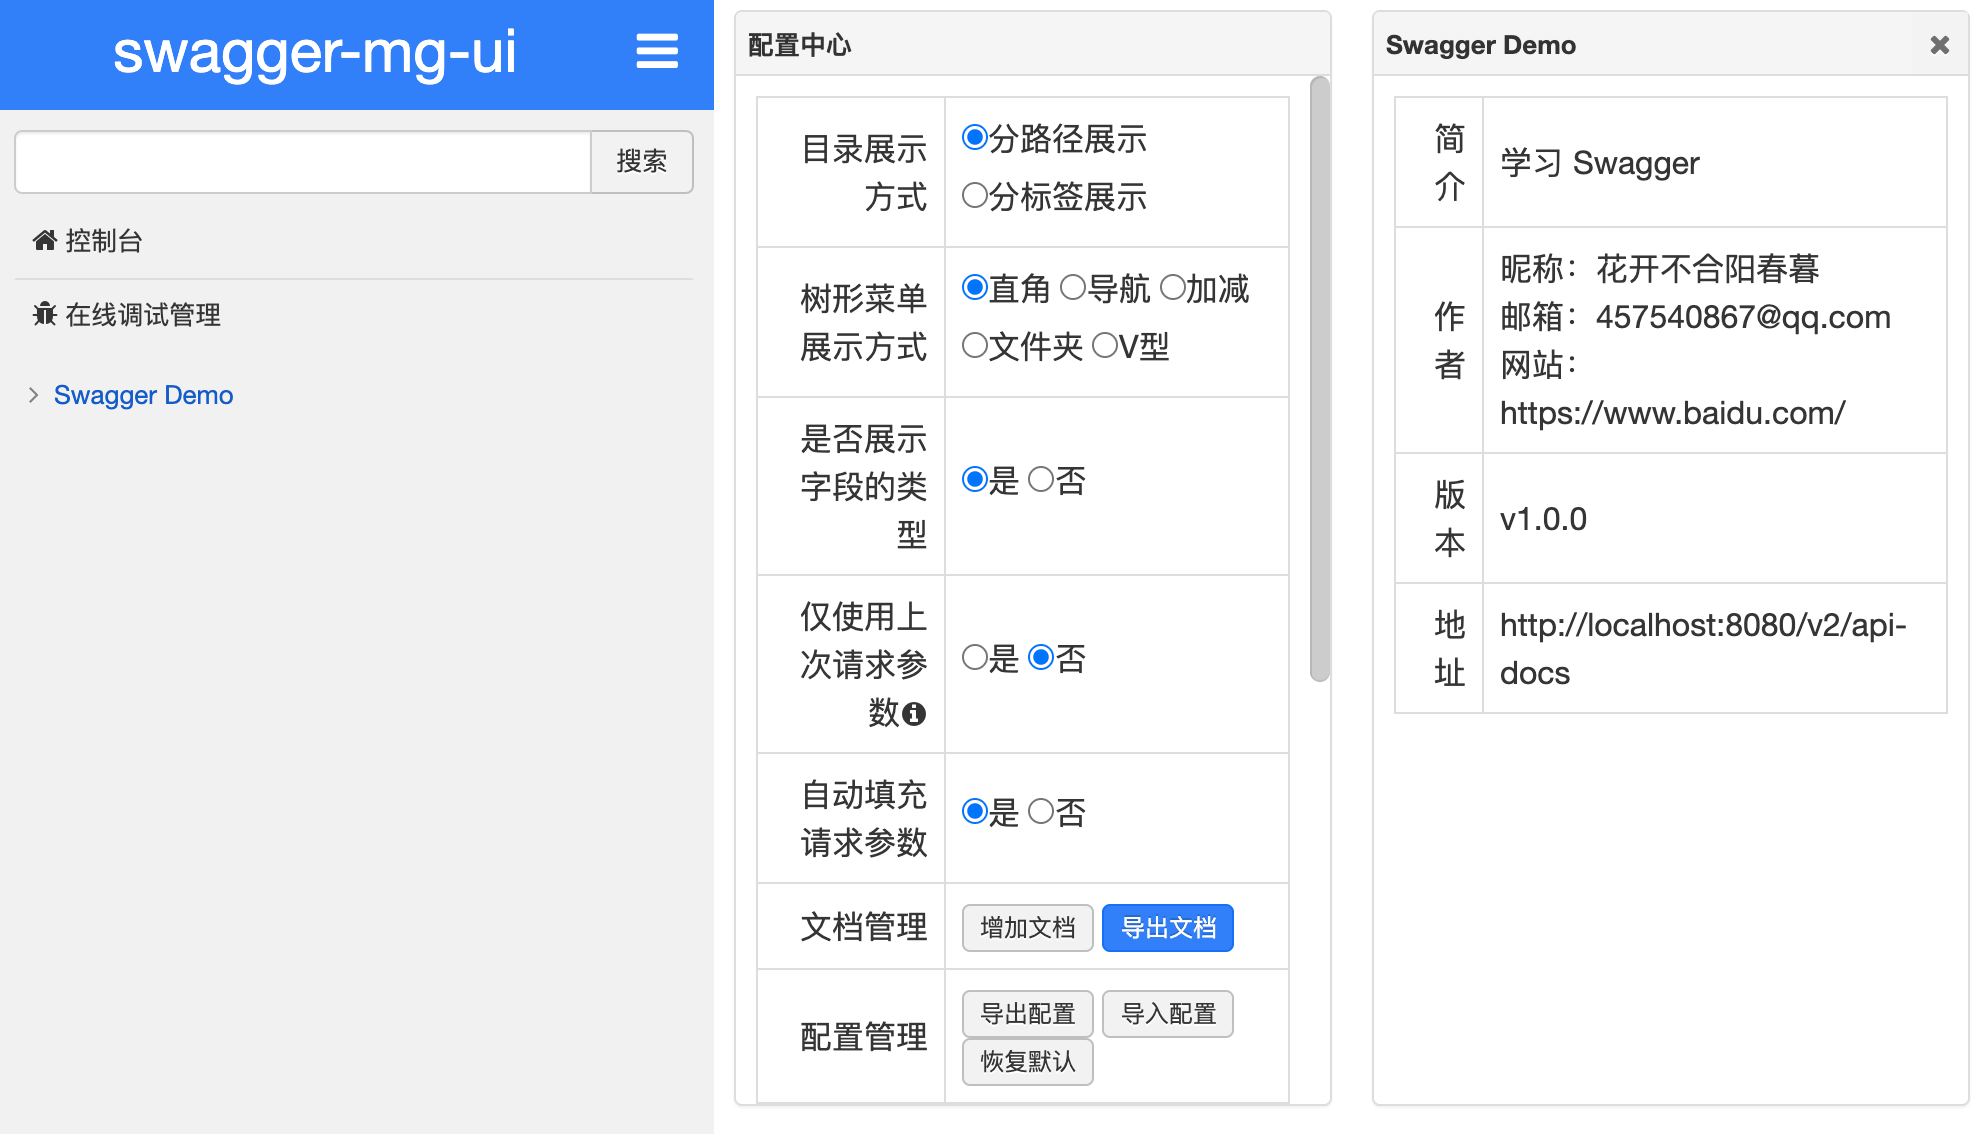 swagger-mg-ui
搜索
控制台
在线调试管理
Swagger Demo
配置中心
目录展示
方式
分路径展示
分标签展示
树形菜单
展示方式
直角 导航 加减
文件夹 V型
是否展示
字段的类
型
是 否
仅使用上
次请求参
数
是 否
自动填充
请求参数
是 否
文档管理
增加文档 导出文档
配置管理
导出配置 导入配置
恢复默认
Swagger Demo
简
介
学习 Swagger
作
者
昵称：花开不合阳春暮
邮箱：457540867@qq.com
网站：
https://www.baidu.com/
版
本
v1.0.0
地
址
http://localhost:8080/v2/api-
docs